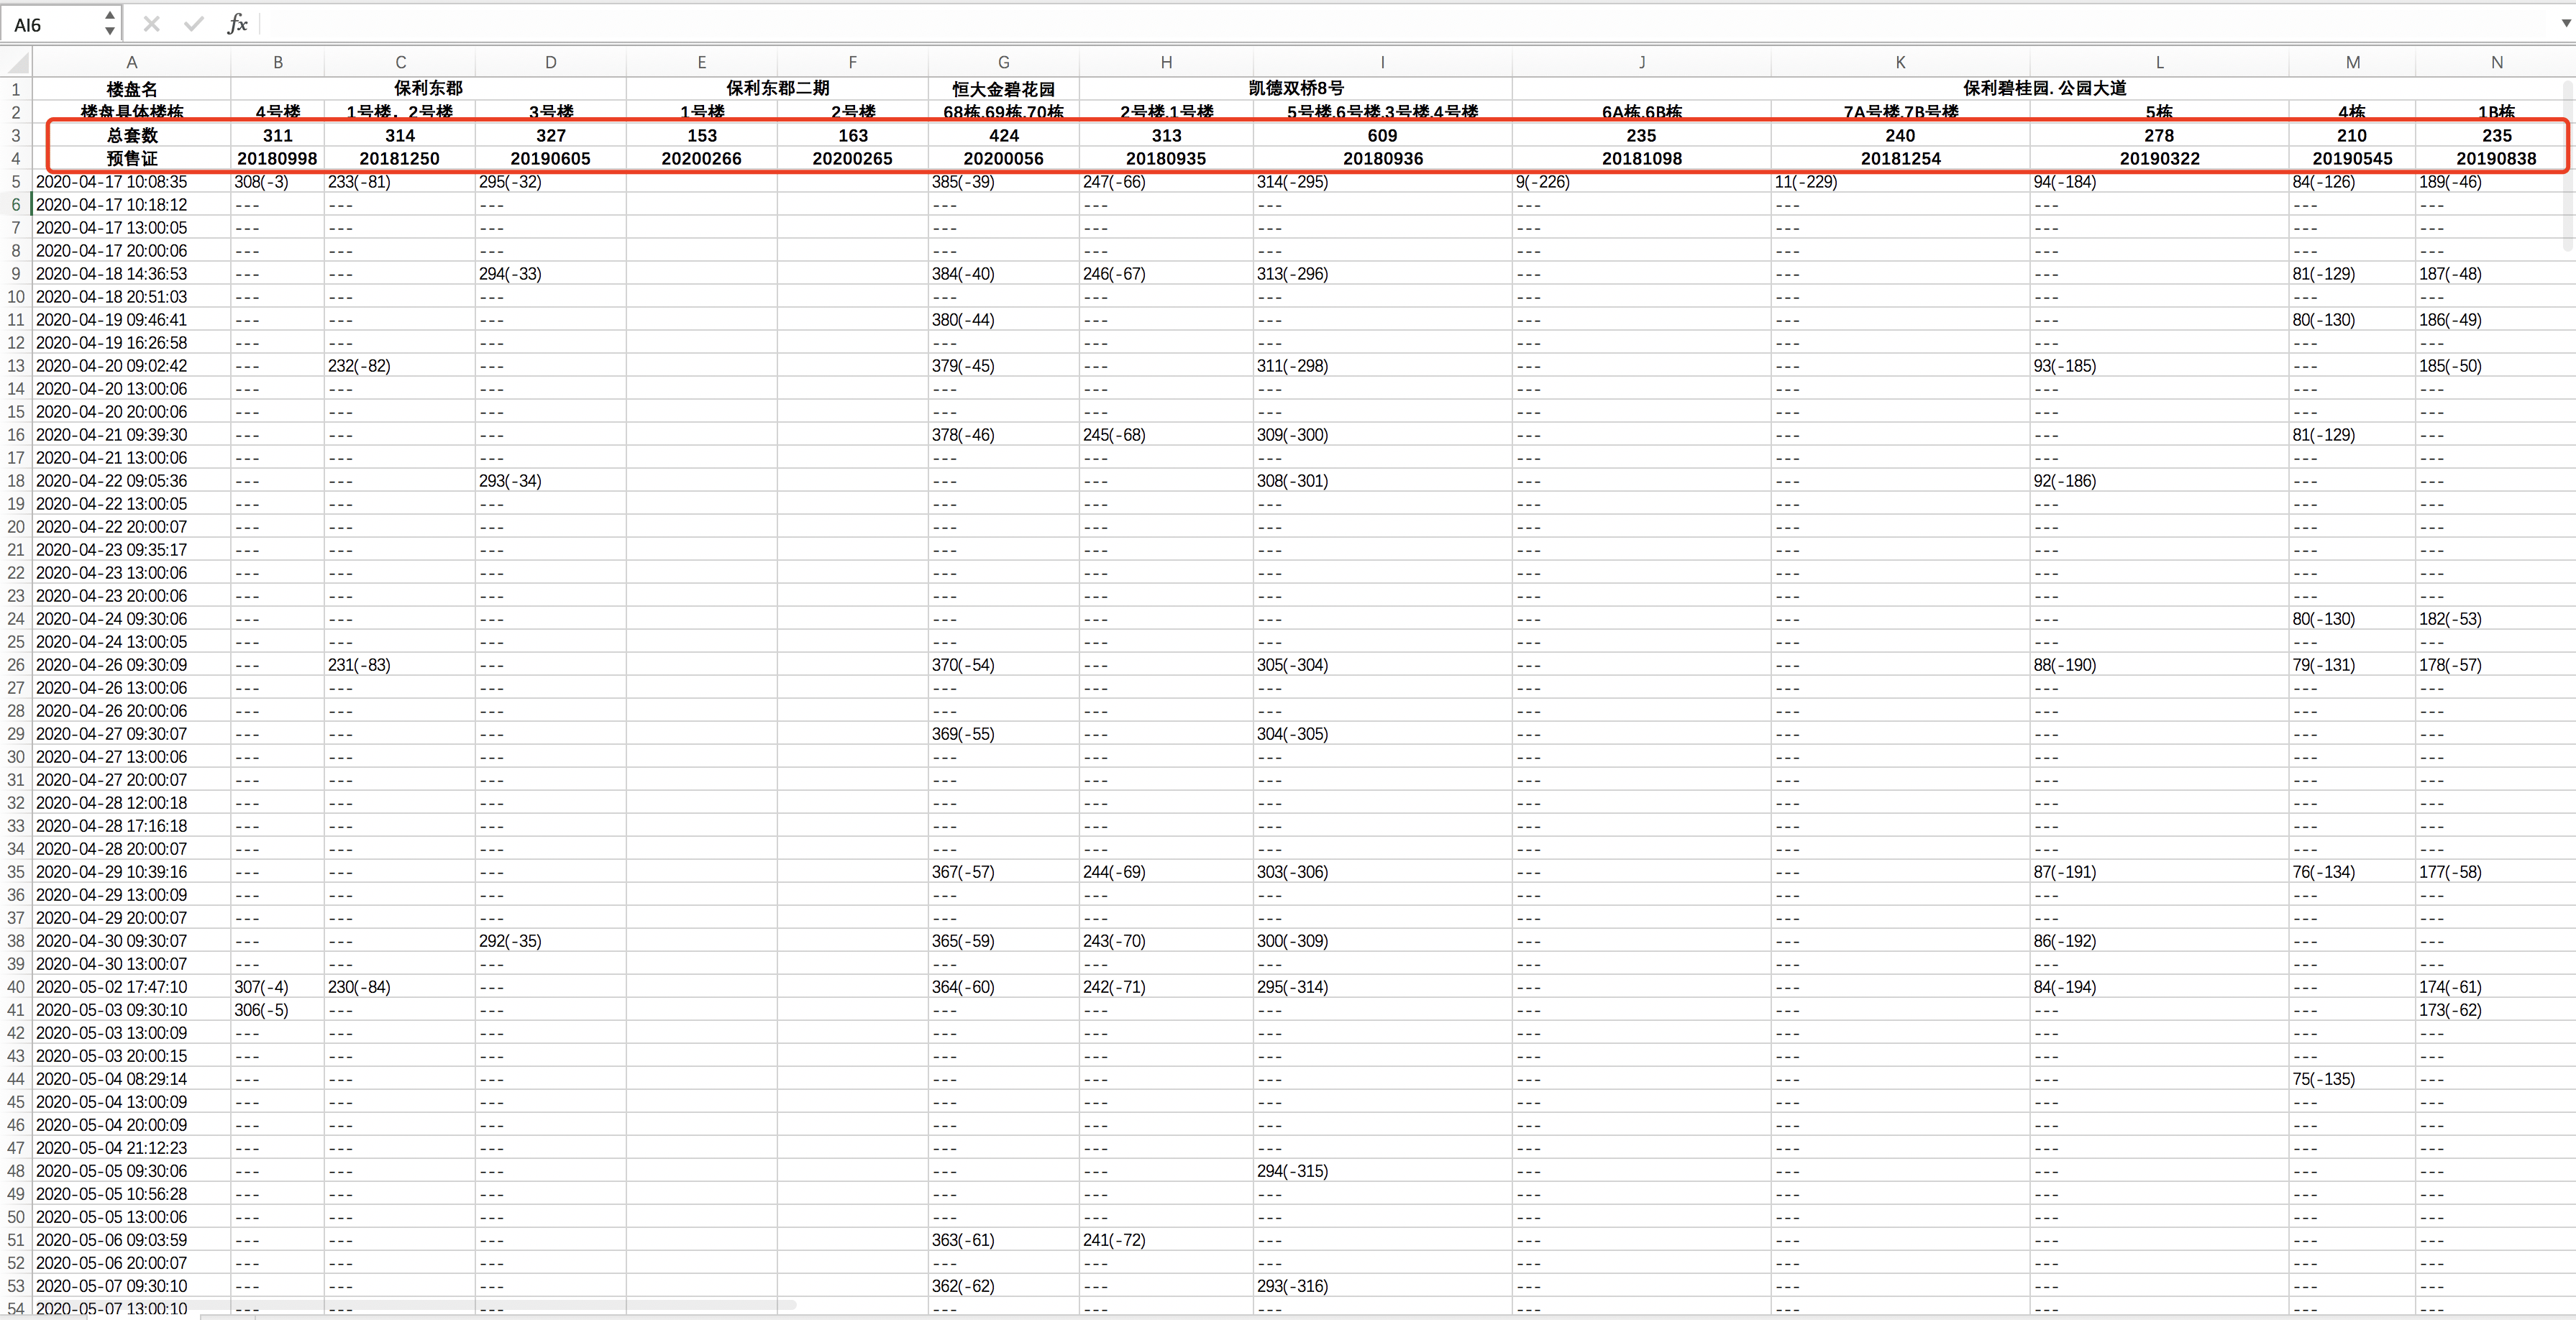 AI6 fx
A B C D E F G H I J K L M N
1 楼盘名 保利东郡 保利东郡二期 恒大金碧花园 凯德双桥8号 保利碧桂园. 公园大道
2 楼盘具体楼栋 4号楼 1号楼, 2号楼 3号楼 1号楼 2号楼 68栋,69栋,70栋 2号楼,1号楼 5号楼,6号楼,3号楼,4号楼 6A栋,6B栋 7A号楼,7B号楼 5栋 4栋 1B栋
3 总套数 311 314 327 153 163 424 313 609 235 240 278 210 235
4 预售证 20180998 20181250 20190605 20200266 20200265 20200056 20180935 20180936 20181098 20181254 20190322 20190545 20190838
5 2020-04-17 10:08:35 308(-3) 233(-81) 295(-32) 385(-39) 247(-66) 314(-295) 9(-226) 11(-229) 94(-184) 84(-126) 189(-46)
6 2020-04-17 10:18:12 --- --- --- --- --- --- --- --- --- --- ---
7 2020-04-17 13:00:05 --- --- --- --- --- --- --- --- --- --- ---
8 2020-04-17 20:00:06 --- --- --- --- --- --- --- --- --- --- ---
9 2020-04-18 14:36:53 --- --- 294(-33) 384(-40) 246(-67) 313(-296) --- --- --- 81(-129) 187(-48)
10 2020-04-18 20:51:03 --- --- --- --- --- --- --- --- --- --- ---
11 2020-04-19 09:46:41 --- --- --- 380(-44) --- --- --- --- --- 80(-130) 186(-49)
12 2020-04-19 16:26:58 --- --- --- --- --- --- --- --- --- --- ---
13 2020-04-20 09:02:42 --- 232(-82) --- 379(-45) --- 311(-298) --- --- 93(-185) --- 185(-50)
14 2020-04-20 13:00:06 --- --- --- --- --- --- --- --- --- --- ---
15 2020-04-20 20:00:06 --- --- --- --- --- --- --- --- --- --- ---
16 2020-04-21 09:39:30 --- --- --- 378(-46) 245(-68) 309(-300) --- --- --- 81(-129) ---
17 2020-04-21 13:00:06 --- --- --- --- --- --- --- --- --- --- ---
18 2020-04-22 09:05:36 --- --- 293(-34) --- --- 308(-301) --- --- 92(-186) --- ---
19 2020-04-22 13:00:05 --- --- --- --- --- --- --- --- --- --- ---
20 2020-04-22 20:00:07 --- --- --- --- --- --- --- --- --- --- ---
21 2020-04-23 09:35:17 --- --- --- --- --- --- --- --- --- --- ---
22 2020-04-23 13:00:06 --- --- --- --- --- --- --- --- --- --- ---
23 2020-04-23 20:00:06 --- --- --- --- --- --- --- --- --- --- ---
24 2020-04-24 09:30:06 --- --- --- --- --- --- --- --- --- 80(-130) 182(-53)
25 2020-04-24 13:00:05 --- --- --- --- --- --- --- --- --- --- ---
26 2020-04-26 09:30:09 --- 231(-83) --- 370(-54) --- 305(-304) --- --- 88(-190) 79(-131) 178(-57)
27 2020-04-26 13:00:06 --- --- --- --- --- --- --- --- --- --- ---
28 2020-04-26 20:00:06 --- --- --- --- --- --- --- --- --- --- ---
29 2020-04-27 09:30:07 --- --- --- 369(-55) --- 304(-305) --- --- --- --- ---
30 2020-04-27 13:00:06 --- --- --- --- --- --- --- --- --- --- ---
31 2020-04-27 20:00:07 --- --- --- --- --- --- --- --- --- --- ---
32 2020-04-28 12:00:18 --- --- --- --- --- --- --- --- --- --- ---
33 2020-04-28 17:16:18 --- --- --- --- --- --- --- --- --- --- ---
34 2020-04-28 20:00:07 --- --- --- --- --- --- --- --- --- --- ---
35 2020-04-29 10:39:16 --- --- --- 367(-57) 244(-69) 303(-306) --- --- 87(-191) 76(-134) 177(-58)
36 2020-04-29 13:00:09 --- --- --- --- --- --- --- --- --- --- ---
37 2020-04-29 20:00:07 --- --- --- --- --- --- --- --- --- --- ---
38 2020-04-30 09:30:07 --- --- 292(-35) 365(-59) 243(-70) 300(-309) --- --- 86(-192) --- ---
39 2020-04-30 13:00:07 --- --- --- --- --- --- --- --- --- --- ---
40 2020-05-02 17:47:10 307(-4) 230(-84) --- 364(-60) 242(-71) 295(-314) --- --- 84(-194) --- 174(-61)
41 2020-05-03 09:30:10 306(-5) --- --- --- --- --- --- --- --- --- 173(-62)
42 2020-05-03 13:00:09 --- --- --- --- --- --- --- --- --- --- ---
43 2020-05-03 20:00:15 --- --- --- --- --- --- --- --- --- --- ---
44 2020-05-04 08:29:14 --- --- --- --- --- --- --- --- --- 75(-135) ---
45 2020-05-04 13:00:09 --- --- --- --- --- --- --- --- --- --- ---
46 2020-05-04 20:00:09 --- --- --- --- --- --- --- --- --- --- ---
47 2020-05-04 21:12:23 --- --- --- --- --- --- --- --- --- --- ---
48 2020-05-05 09:30:06 --- --- --- --- --- 294(-315) --- --- --- --- ---
49 2020-05-05 10:56:28 --- --- --- --- --- --- --- --- --- --- ---
50 2020-05-05 13:00:06 --- --- --- --- --- --- --- --- --- --- ---
51 2020-05-06 09:03:59 --- --- --- 363(-61) 241(-72) --- --- --- --- --- ---
52 2020-05-06 20:00:07 --- --- --- --- --- --- --- --- --- --- ---
53 2020-05-07 09:30:10 --- --- --- 362(-62) --- 293(-316) --- --- --- --- ---
54 2020-05-07 13:00:10 --- --- --- --- --- --- --- --- --- --- ---